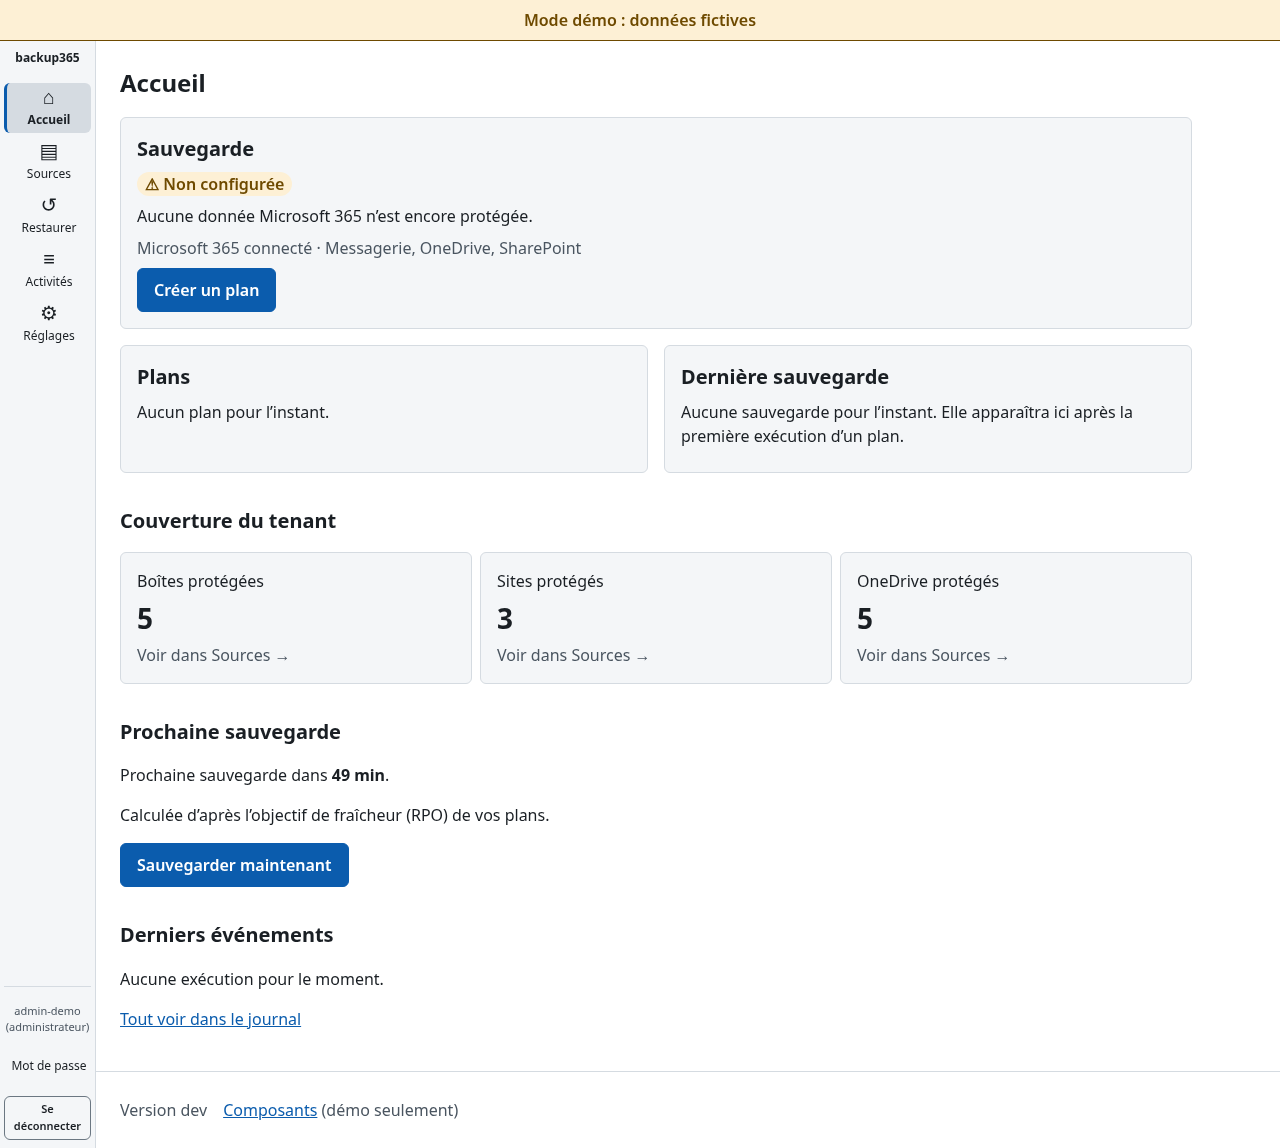 Mode démo : données fictives
backup365
Accueil
Sources
Restaurer
Activités
Réglages
admin-demo
(administrateur)
Mot de passe
Se
déconnecter
Accueil
Sauvegarde
⚠ Non configurée
Aucune donnée Microsoft 365 n’est encore protégée.
Microsoft 365 connecté · Messagerie, OneDrive, SharePoint
Créer un plan
Plans
Aucun plan pour l’instant.
Dernière sauvegarde
Aucune sauvegarde pour l’instant. Elle apparaîtra ici après la
première exécution d’un plan.
Couverture du tenant
Boîtes protégées
5
Voir dans Sources →
Sites protégés
3
Voir dans Sources →
OneDrive protégés
5
Voir dans Sources →
Prochaine sauvegarde
Prochaine sauvegarde dans 49 min.
Calculée d’après l’objectif de fraîcheur (RPO) de vos plans.
Sauvegarder maintenant
Derniers événements
Aucune exécution pour le moment.
Tout voir dans le journal
Version dev Composants (démo seulement)